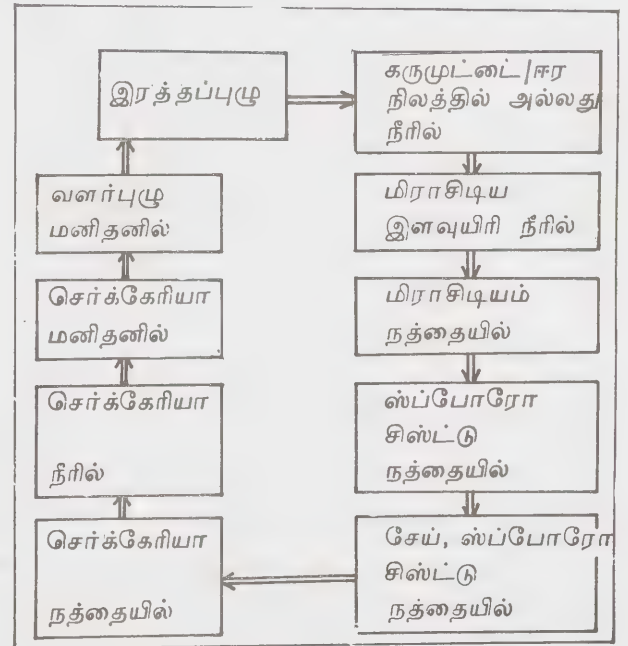 இரத்தப்புழு
கருமுட்டை/ஈர
நிலத்தில் அல்லது
நீரில்
மிராசிடிய
இளவுயிரி நீரில்
மிராசிடியம்
நத்தையில்
ஸ்ப்போரோ
சிஸ்ட்டு
நத்தையில்
சேய், ஸ்ப்போரோ
சிஸ்ட்டு
நத்தையில்
செர்க்கேரியா
நத்தையில்
செர்க்கேரியா
நீரில்
செர்க்கேரியா
மனிதனில்
வளர்புழு
மனிதனில்